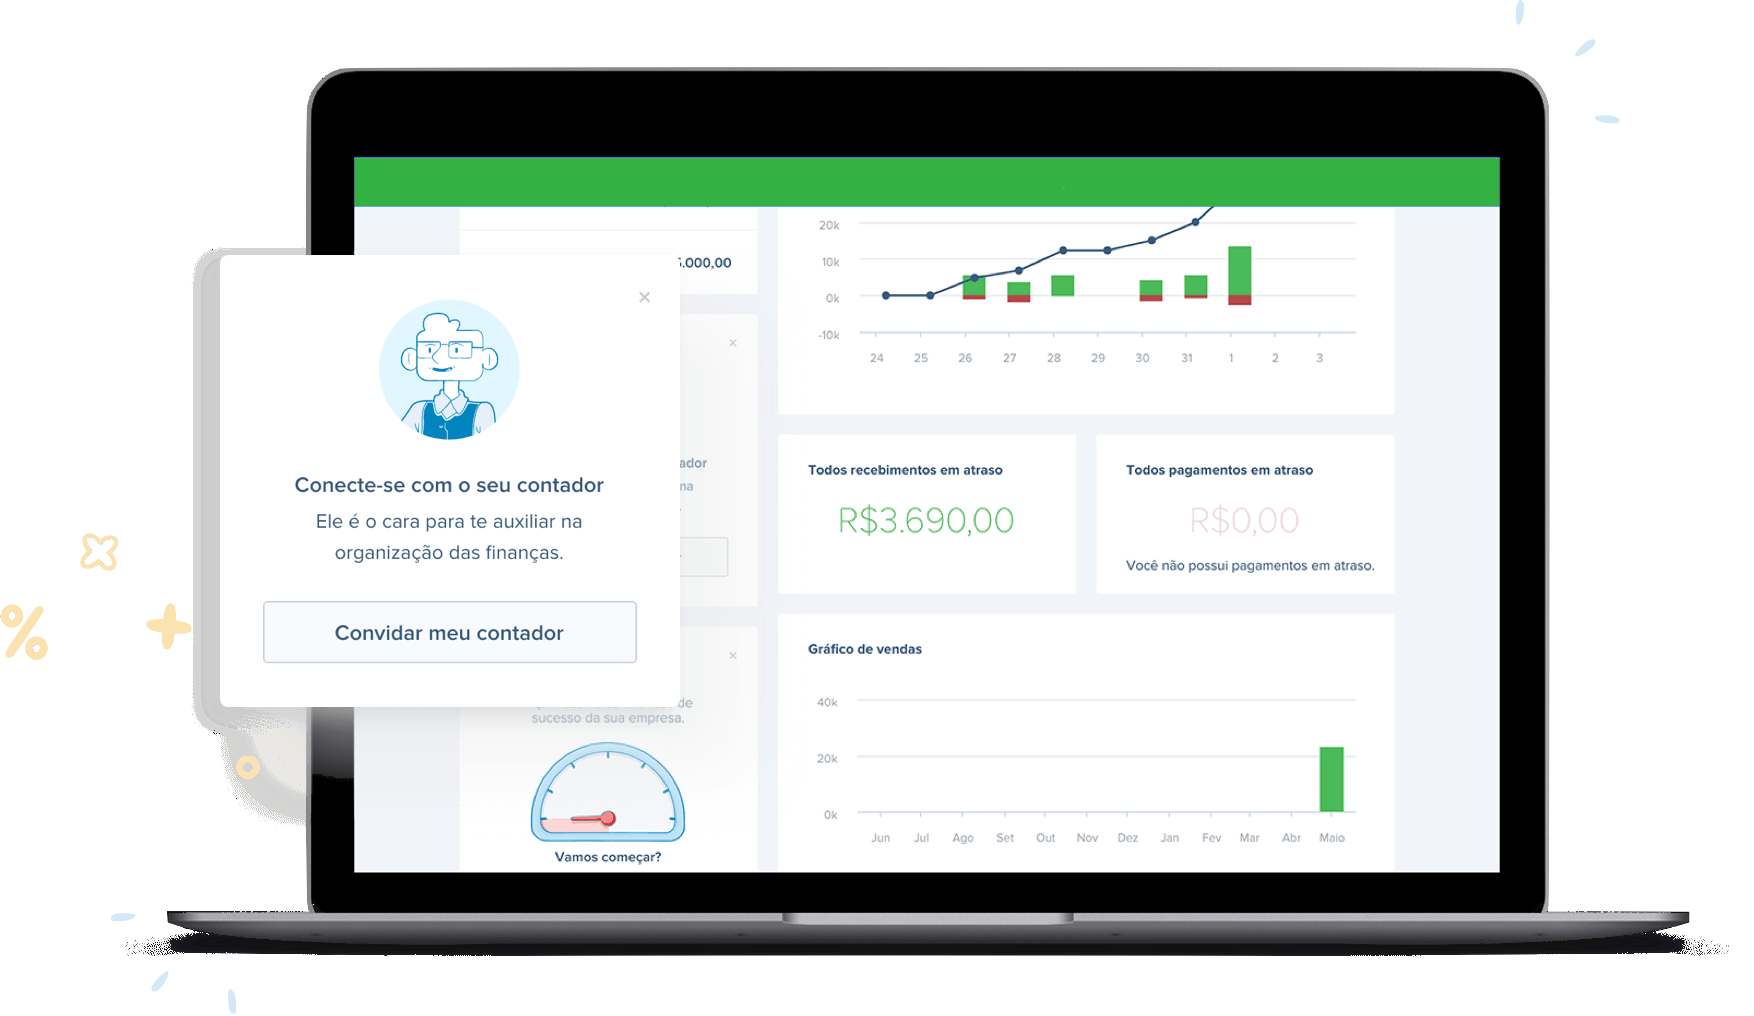 5.000,00
Conecte-se com o seu contador
Ele é o cara para te auxiliar na
organização das finanças.
Convidar meu contador
ador
na
de
sucesso da sua empresa.
Vamos começar?
20k
10k
0k
-10k
24 25 26 27 28 29 30 31 1 2 3
Todos recebimentos em atraso
R$3.690,00
Todos pagamentos em atraso
R$0,00
Você não possui pagamentos em atraso.
Gráfico de vendas
40k
20k
0k
Jun Jul Ago Set Out Nov Dez Jan Fev Mar Abr Maio
%